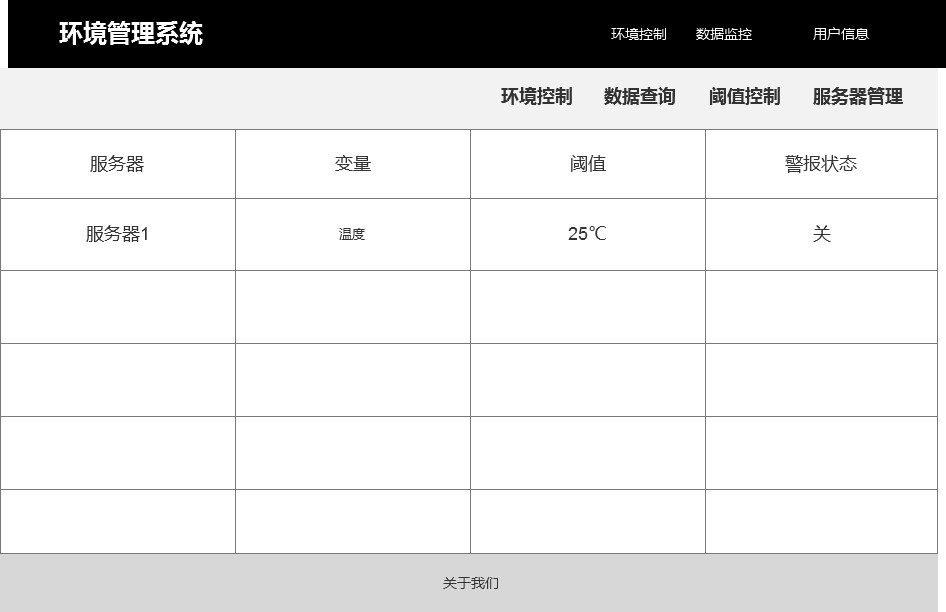 环境管理系统 环境控制 数据监控 用户信息
环境控制 数据查询 阈值控制 服务器管理
服务器 变量 阈值 警报状态
服务器1 温度 25℃ 关
关于我们